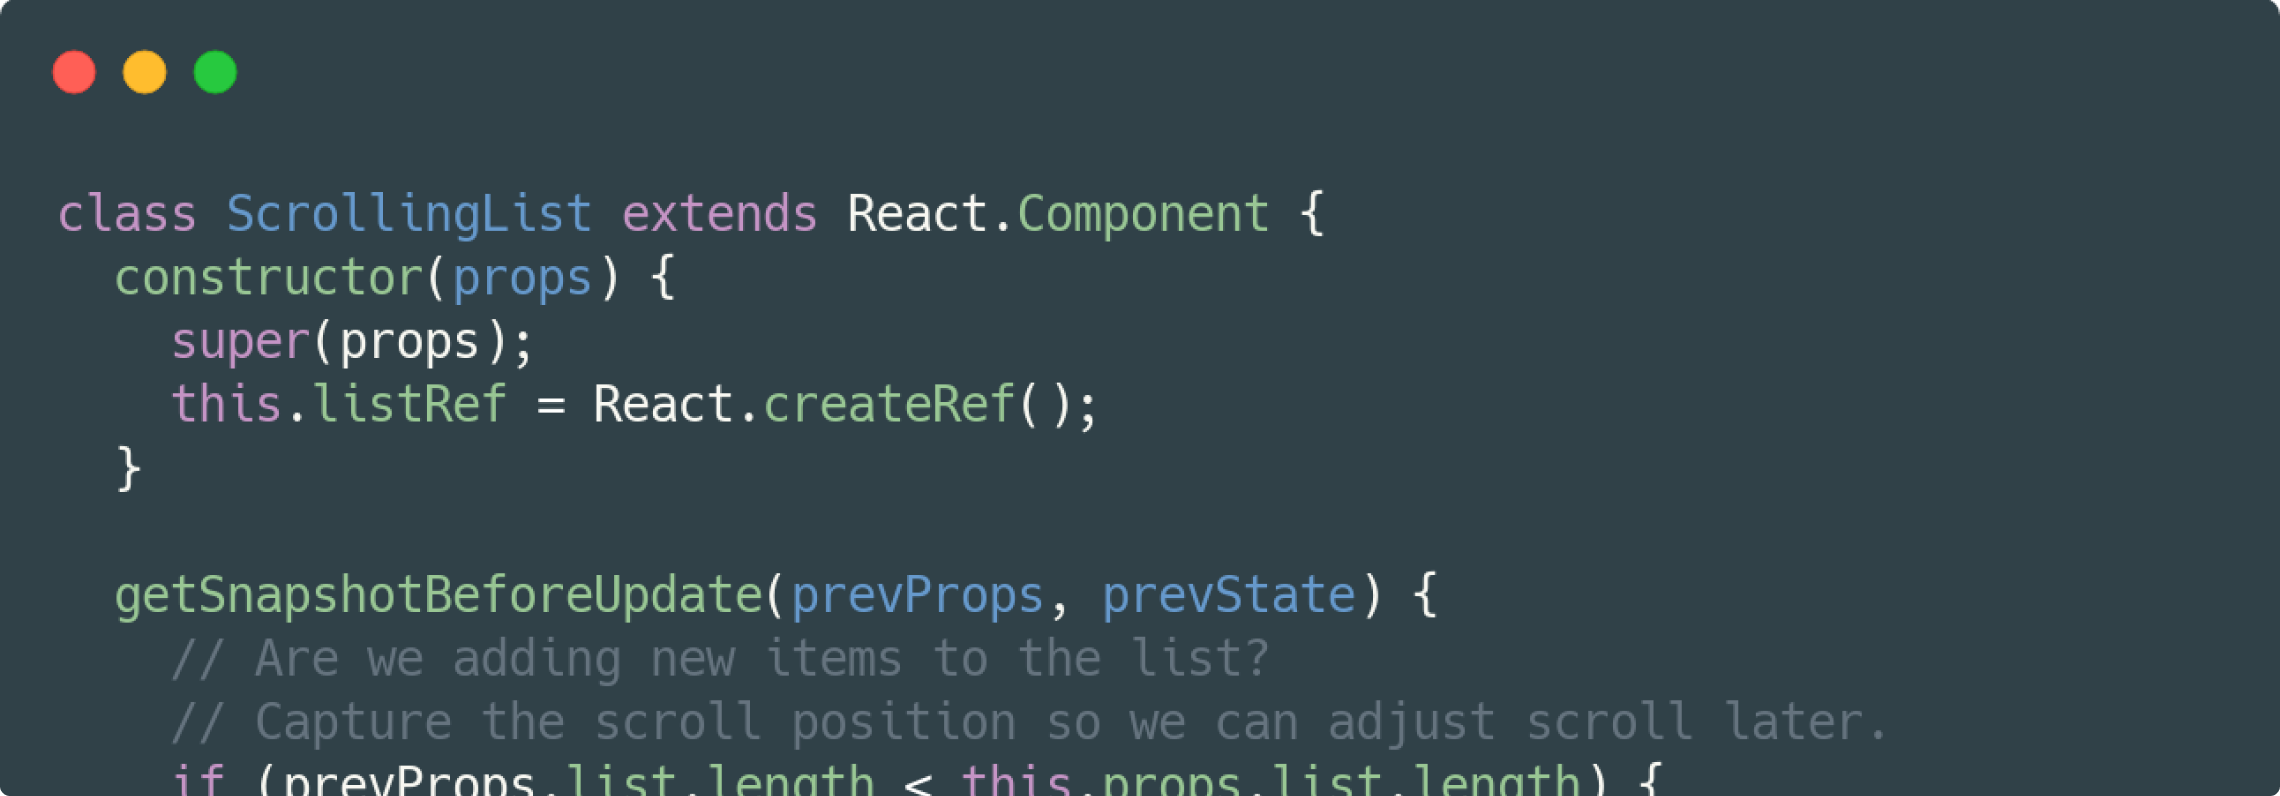 class ScrollingList extends React.Component {
  constructor(props) {
    super(props);
    this.listRef = React.createRef();
  }

  getSnapshotBeforeUpdate(prevProps, prevState) {
    // Are we adding new items to the list?
    // Capture the scroll position so we can adjust scroll later.
    if (prevProps.list.length < this.props.list.length) {